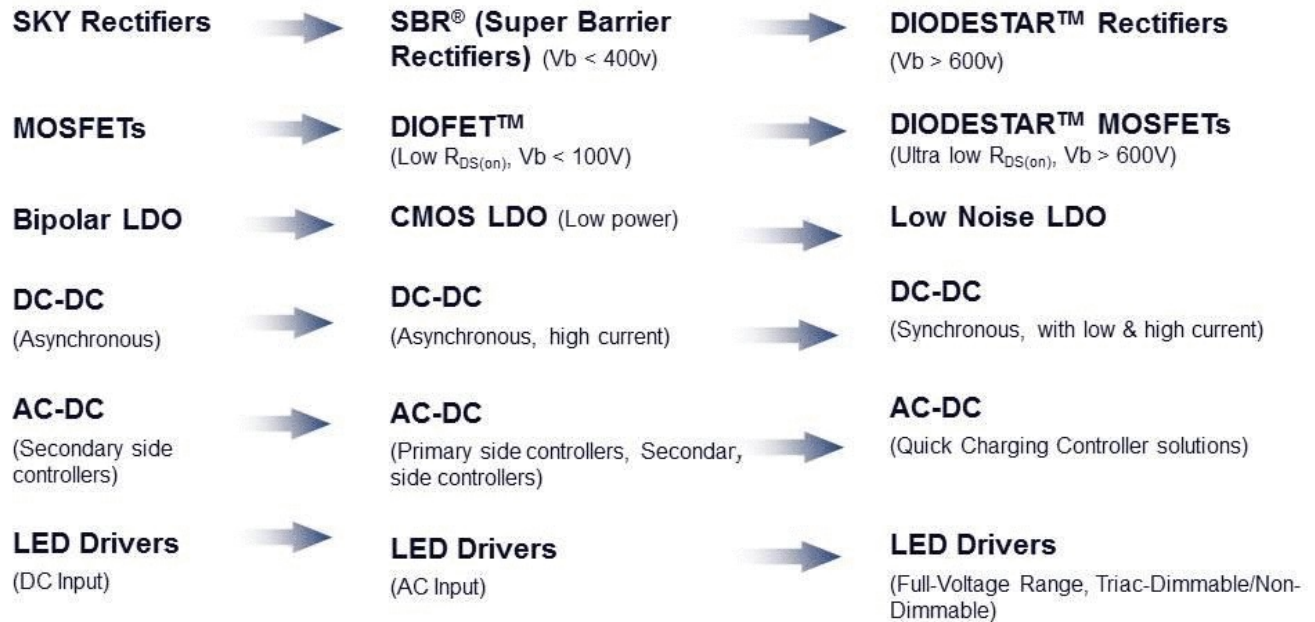 SKY Rectifiers
SBR® (Super Barrier
Rectifiers) (Vb < 400v)
DIODESTAR™ Rectifiers
(Vb > 600v)
MOSFETs
DIOFET™
(Low RDS(on), Vb < 100V)
DIODESTAR™ MOSFETs
(Ultra low RDS(on), Vb > 600V)
Bipolar LDO
CMOS LDO (Low power)
Low Noise LDO
DC-DC
(Asynchronous)
DC-DC
(Asynchronous, high current)
DC-DC
(Synchronous, with low & high current)
AC-DC
(Secondary side
controllers)
AC-DC
(Primary side controllers, Secondary
side controllers)
AC-DC
(Quick Charging Controller solutions)
LED Drivers
(DC Input)
LED Drivers
(AC Input)
LED Drivers
(Full-Voltage Range, Triac-Dimmable/Non-
Dimmable)